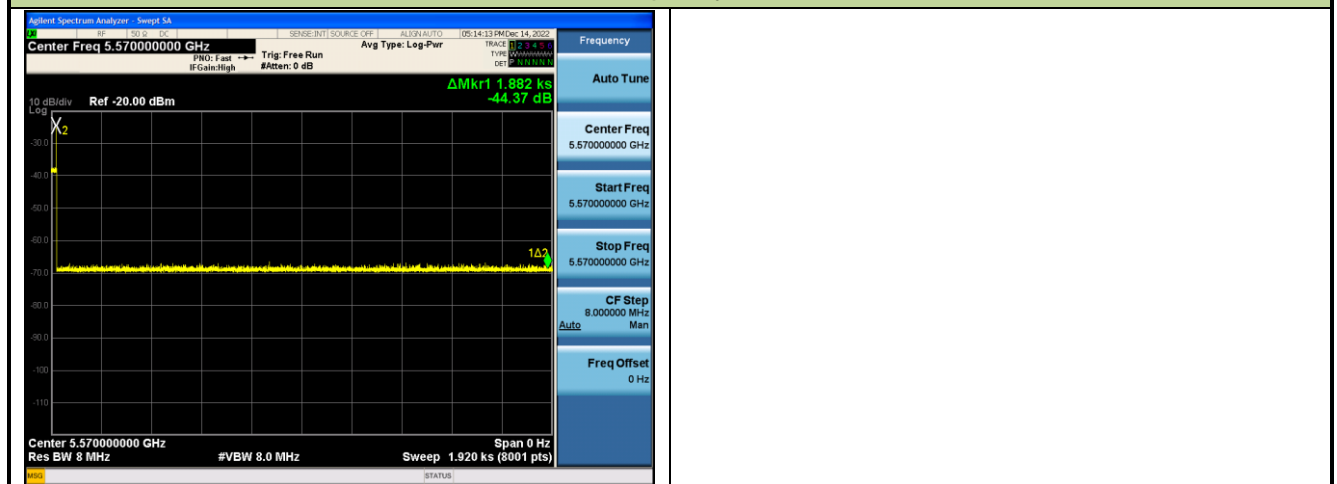 Agilent Spectrum Analyzer - Swept SA
RF 50 Ω DC SENSE:INT SOURCE OFF ALIGN AUTO 05:14:13 PM Dec 14, 2022
Center Freq 5.570000000 GHz
PNO: Fast
IFGain:High
Trig: Free Run
#Atten: 0 dB
Avg Type: Log-Pwr
TRACE 1 2 3 4 5 6
TYPE
DET P N N N N N
ΔMkr1 1.882 ks
-44.37 dB
10 dB/div Ref -20.00 dBm
Log
X2
-30.0
-40.0
-50.0
-60.0
1Δ2
-70.0
-80.0
-90.0
-100
-110
Center 5.570000000 GHz Span 0 Hz
Res BW 8 MHz #VBW 8.0 MHz Sweep 1.920 ks (8001 pts)
MSG STATUS
Frequency
Auto Tune
Center Freq
5.570000000 GHz
Start Freq
5.570000000 GHz
Stop Freq
5.570000000 GHz
CF Step
8.000000 MHz
Auto Man
Freq Offset
0 Hz